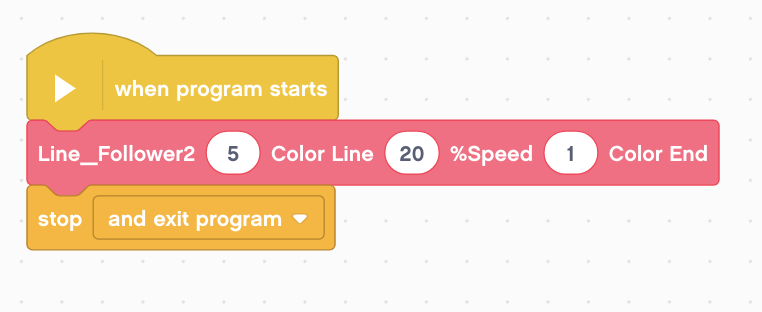 when program starts
Line_Follower2 5 Color Line 20 %Speed 1 Color End
stop and exit program